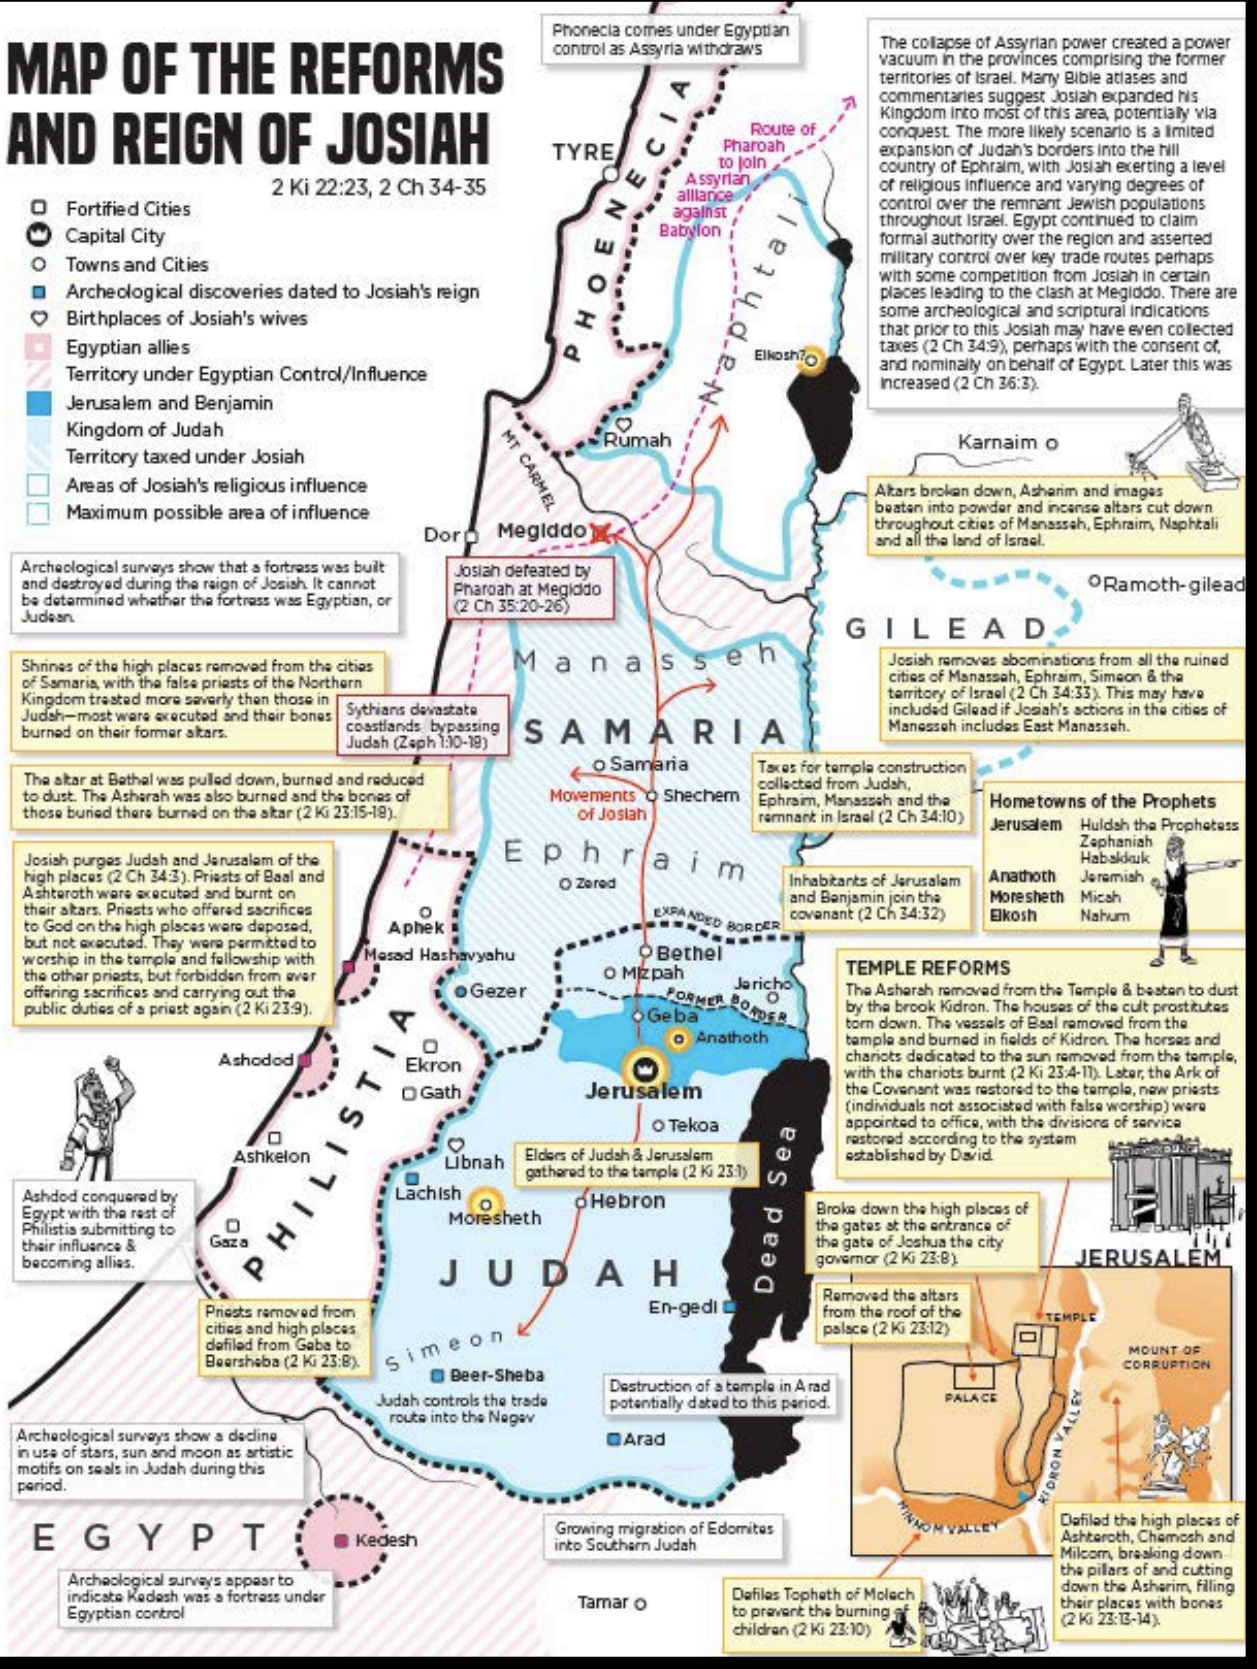 MAP OF THE REFORMS
AND REIGN OF JOSIAH
2 Ki 22:23, 2 Ch 34-35
Fortified Cities
Capital City
Towns and Cities
Archeological discoveries dated to Josiah's reign
Birthplaces of Josiah's wives
Egyptian allies
Territory under Egyptian Control/Influence
Jerusalem and Benjamin
Kingdom of Judah
Territory taxed under Josiah
Areas of Josiah's religious influence
Maximum possible area of influence
Phonecia comes under Egyptian
control as Assyria withdraws
The collapse of Assyrian power created a power
vacuum in the provinces comprising the former
territories of Israel. Many Bible atlases and
commentaries suggest Josiah expanded his
Kingdom into most of this area, potentially via
conquest. The more likely scenario is a limited
expansion of Judah's borders into the hill
country of Ephraim, with Josiah exerting a level
of religious influence and varying degrees of
control over the remnant Jewish populations
throughout Israel. Egypt continued to claim
formal authority over the region and asserted
military control over key trade routes perhaps
with some competition from Josiah in certain
places leading to the clash at Megiddo. There are
some archeological and scriptural indications
that prior to this Josiah may have even collected
taxes (2 Ch 34:9), perhaps with the consent of,
and nominally on behalf of Egypt. Later this was
increased (2 Ch 36:3).
TYRE
PHOENECIA
Route of
Pharoah
to join
Assyrian
alliance
against
Babylon
Naphtali
Elkosh?
Rumah
MT CARMEL
Karnaim
Altars broken down, Asherim and images
beaten into powder and incense altars cut down
throughout cities of Manasseh, Ephraim, Naphtali
and all the land of Israel.
Dor
Megiddo
Josiah defeated by
Pharoah at Megiddo
(2 Ch 35:20-26)
Ramoth-gilead
GILEAD
Archeological surveys show that a fortress was built
and destroyed during the reign of Josiah. It cannot
be determined whether the fortress was Egyptian, or
Judean.
Shrines of the high places removed from the cities
of Samaria, with the false priests of the Northern
Kingdom treated more severly then those in
Judah—most were executed and their bones
burned on their former altars.
Sythians devastate
coastlands bypassing
Judah (Zeph 1:10-18)
Manasseh
SAMARIA
Josiah removes abominations from all the ruined
cities of Manasseh, Ephraim, Simeon & the
territory of Israel (2 Ch 34:33). This may have
included Gilead if Josiah's actions in the cities of
Manesseh includes East Manasseh.
The altar at Bethel was pulled down, burned and reduced
to dust. The Asherah was also burned and the bones of
those buried there burned on the altar (2 Ki 23:15-18).
Samaria
Movements
of Josiah
Shechem
Taxes for temple construction
collected from Judah,
Ephraim, Manasseh and the
remnant in Israel (2 Ch 34:10)
Hometowns of the Prophets
Jerusalem Huldah the Prophetess
Zephaniah
Habakkuk
Anathoth Jeremiah
Moresheth Micah
Elkosh Nahum
Josiah purges Judah and Jerusalem of the
high places (2 Ch 34:3). Priests of Baal and
Ashteroth were executed and burnt on
their altars. Priests who offered sacrifices
to God on the high places were deposed,
but not executed. They were permitted to
worship in the temple and fellowship with
the other priests, but forbidden from ever
offering sacrifices and carrying out the
public duties of a priest again (2 Ki 23:9).
Ephraim
Zered
Inhabitants of Jerusalem
and Benjamin join the
covenant (2 Ch 34:32)
EXPANDED BORDER
Aphek
Mesad Hashavyahu
Gezer
Bethel
Mizpah
Jericho
FORMER BORDER
Geba
Anathoth
Jerusalem
TEMPLE REFORMS
The Asherah removed from the Temple & beaten to dust
by the brook Kidron. The houses of the cult prostitutes
torn down. The vessels of Baal removed from the
temple and burned in fields of Kidron. The horses and
chariots dedicated to the sun removed from the temple,
with the chariots burnt (2 Ki 23:4-11). Later, the Ark of
the Covenant was restored to the temple, new priests
(individuals not associated with false worship) were
appointed to office, with the divisions of service
restored according to the system
established by David.
Ashodod
Ekron
Gath
PHILISTIA
Ashkelon
Gaza
Libnah
Lachish
Moresheth
Tekoa
Elders of Judah & Jerusalem
gathered to the temple (2 Ki 23:1)
Hebron
Dead Sea
Ashdod conquered by
Egypt with the rest of
Philistia submitting to
their influence &
becoming allies.
Broke down the high places of
the gates at the entrance of
the gate of Joshua the city
governor (2 Ki 23:8).
JERUSALEM
JUDAH
En-gedi
Removed the altars
from the roof of the
palace (2 Ki 23:12)
Priests removed from
cities and high places
defiled from Geba to
Beersheba (2 Ki 23:8).
Simeon
Beer-Sheba
Judah controls the trade
route into the Negev
Destruction of a temple in Arad
potentially dated to this period.
Arad
TEMPLE
PALACE
MOUNT OF
CORRUPTION
KIDRON VALLEY
HINNOM VALLEY
Archeological surveys show a decline
in use of stars, sun and moon as artistic
motifs on seals in Judah during this
period.
EGYPT
Kedesh
Archeological surveys appear to
indicate Kedesh was a fortress under
Egyptian control
Growing migration of Edomites
into Southern Judah
Tamar
Defiles Topheth of Molech
to prevent the burning of
children (2 Ki 23:10)
Defiled the high places of
Ashteroth, Chemosh and
Milcom, breaking down
the pillars of and cutting
down the Asherim, filling
their places with bones
(2 Ki 23:13-14).